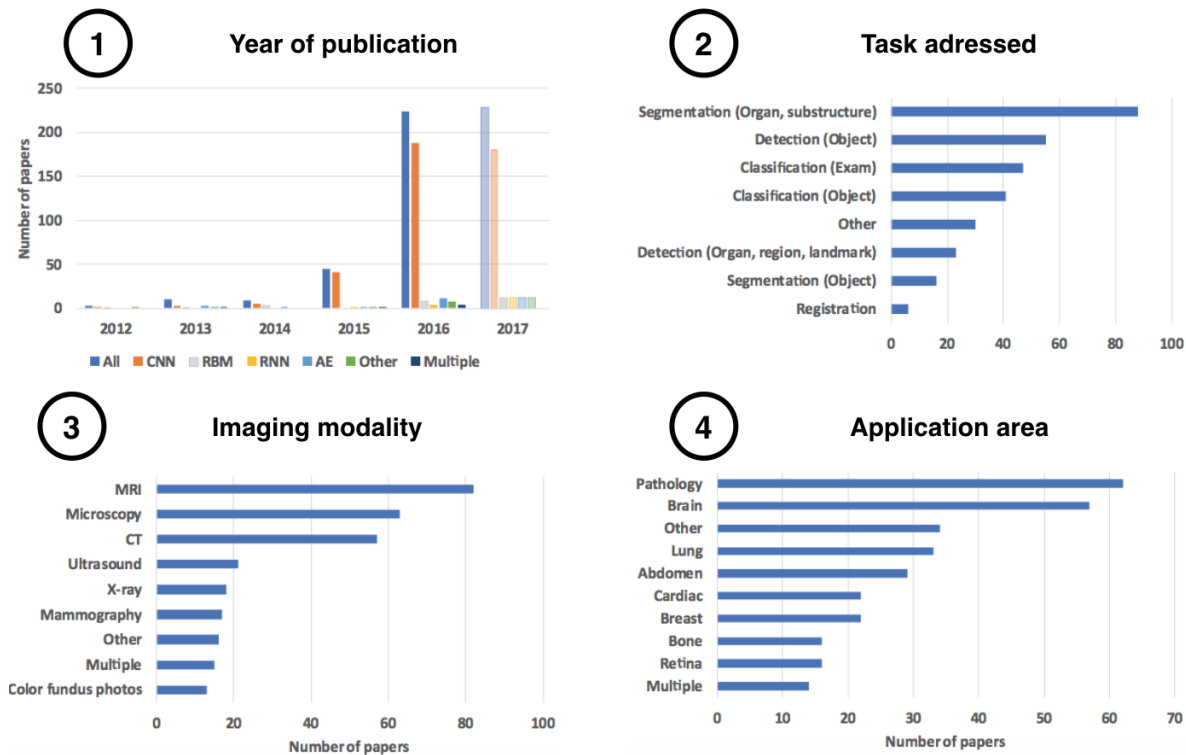 1
Year of publication
250
200
150
100
50
0
Number of papers
2012 2013 2014 2015 2016 2017
All CNN RBM RNN AE Other Multiple
2
Task adressed
Segmentation (Organ, substructure)
Detection (Object)
Classification (Exam)
Classification (Object)
Other
Detection (Organ, region, landmark)
Segmentation (Object)
Registration
0 20 40 60 80 100
3
Imaging modality
MRI
Microscopy
CT
Ultrasound
X-ray
Mammography
Other
Multiple
Color fundus photos
0 20 40 60 80 100
Number of papers
4
Application area
Pathology
Brain
Other
Lung
Abdomen
Cardiac
Breast
Bone
Retina
Multiple
0 10 20 30 40 50 60 70
Number of papers